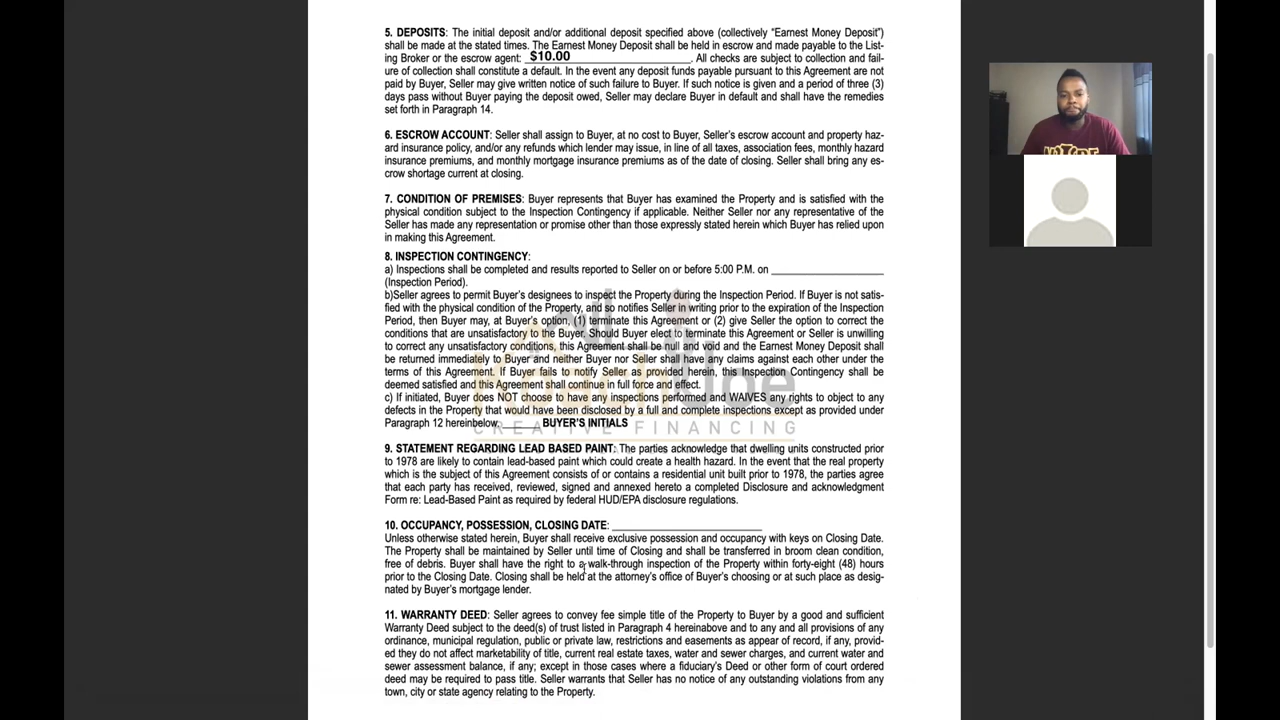 5. DEPOSITS: The initial deposit and/or additional deposit specified above (collectively “Earnest Money Deposit”)
shall be made at the stated times. The Earnest Money Deposit shall be held in escrow and made payable to the List-
ing Broker or the escrow agent: $10.00. All checks are subject to collection and fail-
ure of collection shall constitute a default. In the event any deposit funds payable pursuant to this Agreement are not
paid by Buyer, Seller may give written notice of such failure to Buyer. If such notice is given and a period of three (3)
days pass without Buyer paying the deposit owed, Seller may declare Buyer in default and shall have the remedies
set forth in Paragraph 14.
6. ESCROW ACCOUNT: Seller shall assign to Buyer, at no cost to Buyer, Seller’s escrow account and property haz-
ard insurance policy, and/or any refunds which lender may issue, in line of all taxes, association fees, monthly hazard
insurance premiums, and monthly mortgage insurance premiums as of the date of closing. Seller shall bring any es-
crow shortage current at closing.
7. CONDITION OF PREMISES: Buyer represents that Buyer has examined the Property and is satisfied with the
physical condition subject to the Inspection Contingency if applicable. Neither Seller nor any representative of the
Seller has made any representation or promise other than those expressly stated herein which Buyer has relied upon
in making this Agreement.
8. INSPECTION CONTINGENCY:
a) Inspections shall be completed and results reported to Seller on or before 5:00 P.M. on ____________________
(Inspection Period).
b)Seller agrees to permit Buyer’s designees to inspect the Property during the Inspection Period. If Buyer is not satis-
fied with the physical condition of the Property, and so notifies Seller in writing prior to the expiration of the Inspection
Period, then Buyer may, at Buyer’s option, (1) terminate this Agreement or (2) give Seller the option to correct the
conditions that are unsatisfactory to the Buyer. Should Buyer elect to terminate this Agreement or Seller is unwilling
to correct any unsatisfactory conditions, this Agreement shall be null and void and the Earnest Money Deposit shall
be returned immediately to Buyer and neither Buyer nor Seller shall have any claims against each other under the
terms of this Agreement. If Buyer fails to notify Seller as provided herein, this Inspection Contingency shall be
deemed satisfied and this Agreement shall continue in full force and effect.
c) If initiated, Buyer does NOT choose to have any inspections performed and WAIVES any rights to object to any
defects in the Property that would have been disclosed by a full and complete inspections except as provided under
Paragraph 12 hereinbelow. _______ BUYER’S INITIALS
CREATIVE FINANCING
9. STATEMENT REGARDING LEAD BASED PAINT: The parties acknowledge that dwelling units constructed prior
to 1978 are likely to contain lead-based paint which could create a health hazard. In the event that the real property
which is the subject of this Agreement consists of or contains a residential unit built prior to 1978, the parties agree
that each party has received, reviewed, signed and annexed hereto a completed Disclosure and acknowledgment
Form re: Lead-Based Paint as required by federal HUD/EPA disclosure regulations.
10. OCCUPANCY, POSSESSION, CLOSING DATE: ___________________________
Unless otherwise stated herein, Buyer shall receive exclusive possession and occupancy with keys on Closing Date.
The Property shall be maintained by Seller until time of Closing and shall be transferred in broom clean condition,
free of debris. Buyer shall have the right to a walk-through inspection of the Property within forty-eight (48) hours
prior to the Closing Date. Closing shall be held at the attorney’s office of Buyer’s choosing or at such place as desig-
nated by Buyer’s mortgage lender.
11. WARRANTY DEED: Seller agrees to convey fee simple title of the Property to Buyer by a good and sufficient
Warranty Deed subject to the deed(s) of trust listed in Paragraph 4 hereinabove and to any and all provisions of any
ordinance, municipal regulation, public or private law, restrictions and easements as appear of record, if any, provid-
ed they do not affect marketability of title, current real estate taxes, water and sewer charges, and current water and
sewer assessment balance, if any; except in those cases where a fiduciary’s Deed or other form of court ordered
deed may be required to pass title. Seller warrants that Seller has no notice of any outstanding violations from any
town, city or state agency relating to the Property.